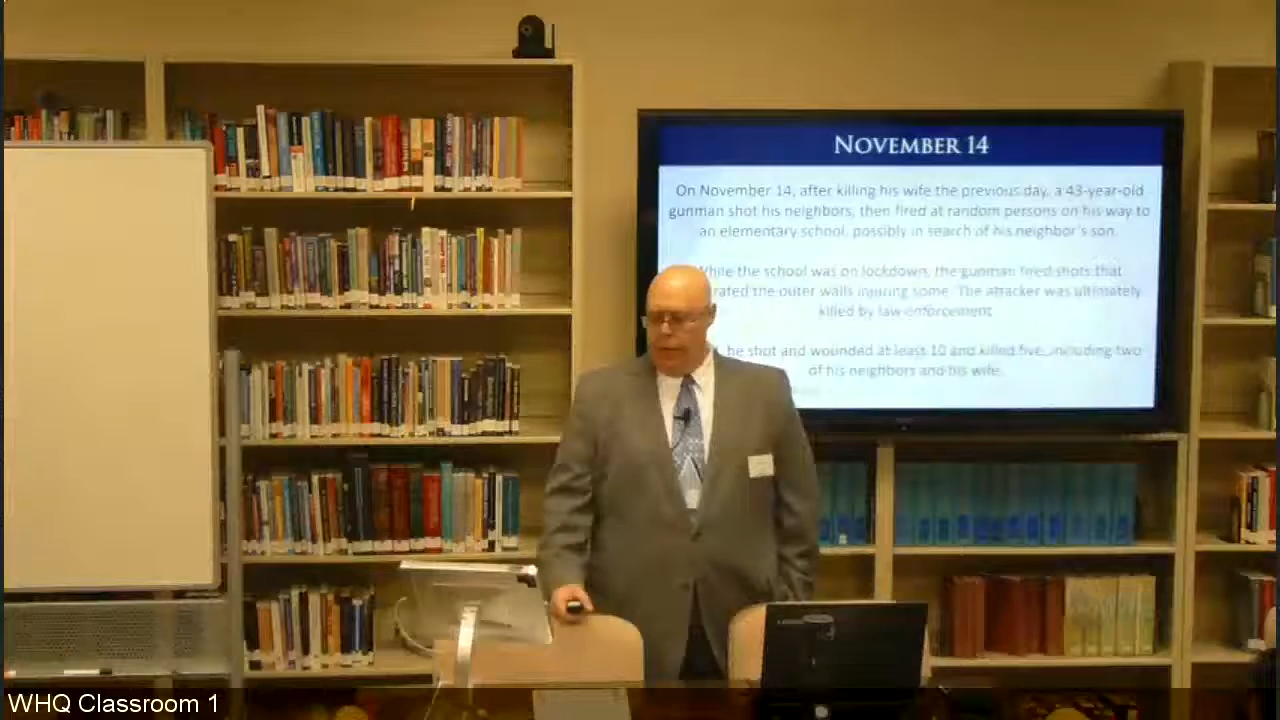 NOVEMBER 14
On November 14, after killing his wife the previous day, a 43-year-old
gunman shot his neighbors, then fired at random persons on his way to
an elementary school, possibly in search of his neighbor's son.
While the school was on lockdown, the gunman fired shots that
the outer walls injuring some. The attacker was ultimately
killed by law enforcement
he shot and wounded at least 10 and killed five, including two
of his neighbors and his wife.
WHQ Classroom 1